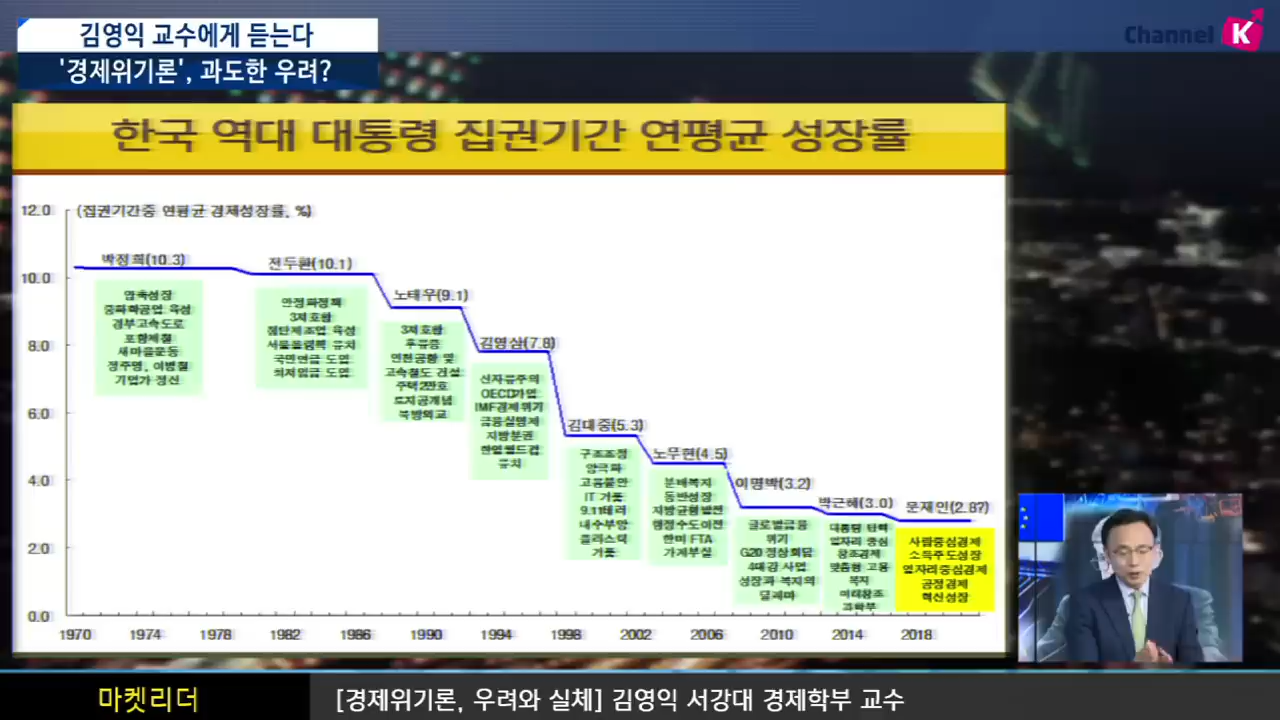 김영익 교수에게 듣는다
'경제위기론', 과도한 우려?
Channel K
한국 역대 대통령 집권기간 연평균 성장률
(집권기간중 연평균 경제성장률, %)
12.0
10.0
8.0
6.0
4.0
2.0
0.0
박정희(10.3)
압축성장
중화학공업 육성
경부고속도로
포항제철
새마을운동
정주영, 이병철
기업가 정신
전두환(10.1)
안정화정책
3저호황
첨단제조업 육성
서울올림픽 유치
국민연금 도입
최저임금 도입
노태우(9.1)
3저호황
후유증
인천공항 및
고속철도 건설
주택2만호
토지공개념
북방외교
김영삼(7.8)
신자유주의
OECD가입
IMF경제위기
금융실명제
지방분권
한일월드컵
유치
김대중(5.3)
구조조정
양극화
고용불안
IT 거품
9.11테러
내수부양
플라스틱
거품
노무현(4.5)
분배복지
동반성장
지방균형발전
행정수도이전
한미 FTA
가계부실
이명박(3.2)
글로벌금융
위기
G20 정상회담
4대강 사업
성장과 복지의
딜레마
박근혜(3.0)
대통령 탄핵
일자리 중심
창조경제
맞춤형 고용
복지
미래창조
과학부
문재인(2.8?)
사람중심경제
소득주도성장
일자리중심경제
공정경제
혁신성장
1970 1974 1978 1982 1986 1990 1994 1998 2002 2006 2010 2014 2018
마켓리더
[경제위기론, 우려와 실체] 김영익 서강대 경제학부 교수